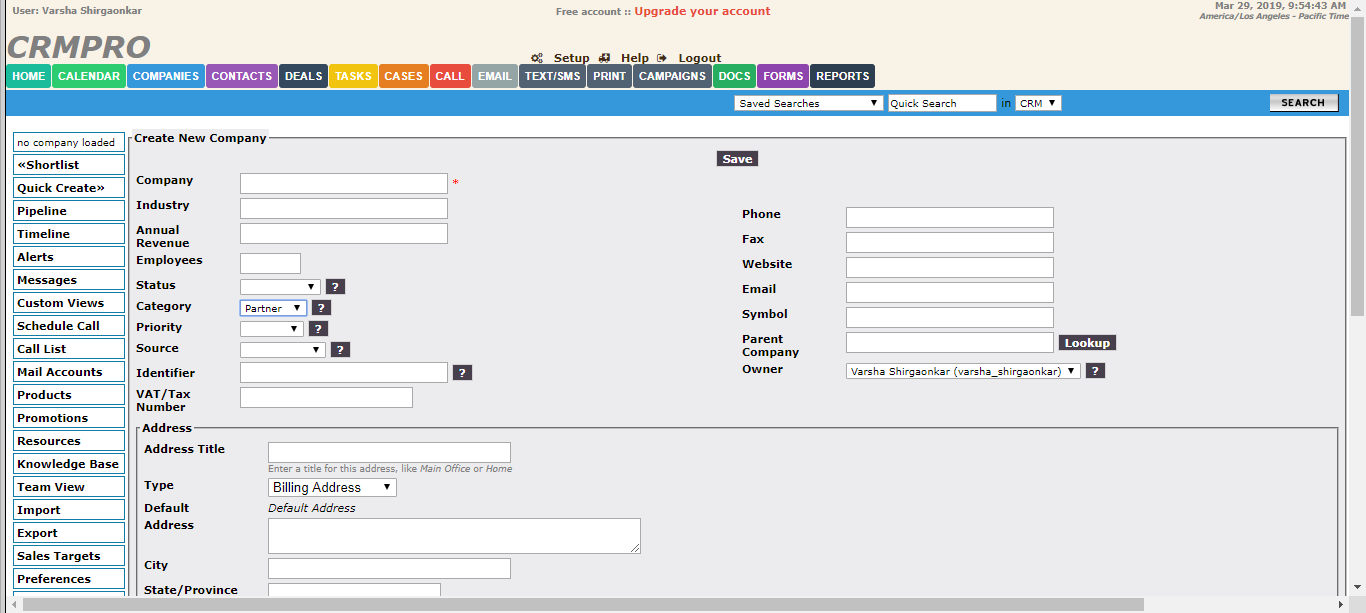 User: Varsha Shirgaonkar
Free account :: Upgrade your account
Mar 29, 2019, 9:54:43 AM
America/Los Angeles - Pacific Time
CRMPRO
Setup Help Logout
HOME CALENDAR COMPANIES CONTACTS DEALS TASKS CASES CALL EMAIL TEXT/SMS PRINT CAMPAIGNS DOCS FORMS REPORTS
Saved Searches Quick Search in CRM SEARCH
no company loaded
«Shortlist
Quick Create»
Pipeline
Timeline
Alerts
Messages
Custom Views
Schedule Call
Call List
Mail Accounts
Products
Promotions
Resources
Knowledge Base
Team View
Import
Export
Sales Targets
Preferences
Create New Company
Save
Company *
Industry
Annual
Revenue
Employees
Status ?
Category Partner ?
Priority ?
Source ?
Identifier ?
VAT/Tax
Number
Phone
Fax
Website
Email
Symbol
Parent
Company
Lookup
Owner Varsha Shirgaonkar (varsha_shirgaonkar) ?
Address
Address Title
Enter a title for this address, like Main Office or Home
Type Billing Address
Default Default Address
Address
City
State/Province